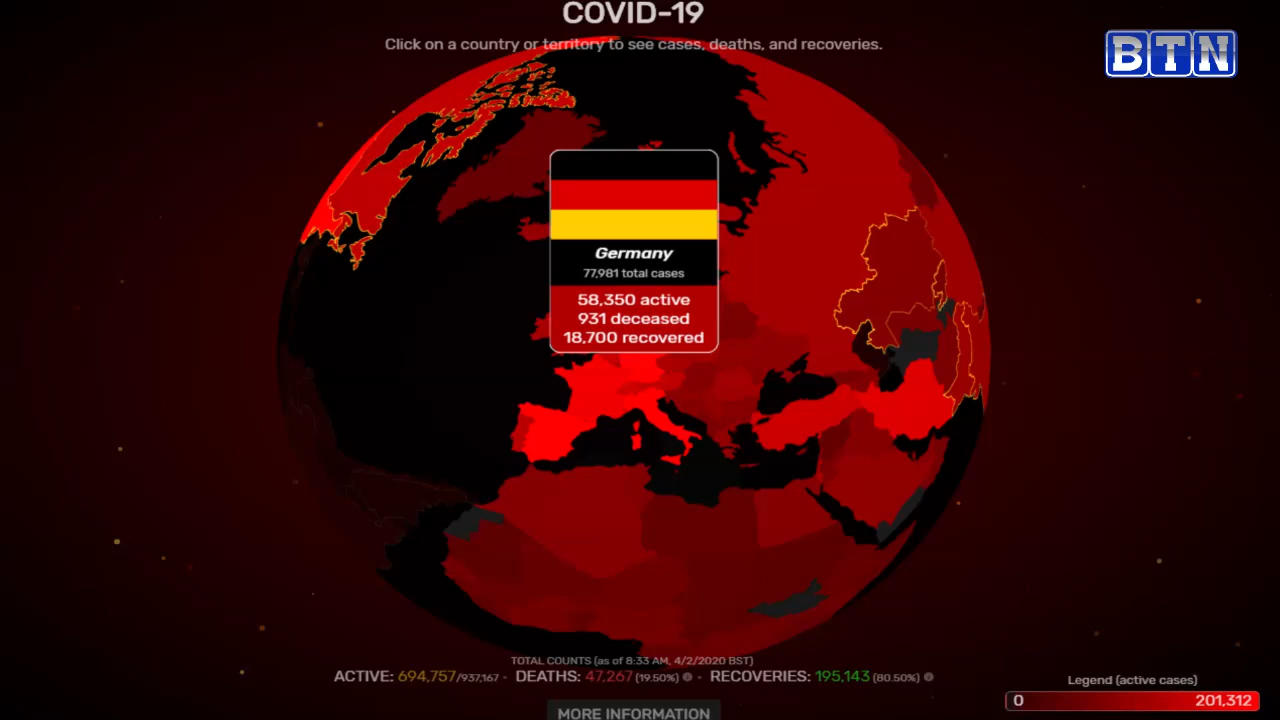 COVID-19
Click on a country or territory to see cases, deaths, and recoveries.
BTN
Germany
77,981 total cases
58,350 active
931 deceased
18,700 recovered
TOTAL COUNTS (as of 8:33 AM, 4/2/2020 BST)
ACTIVE: 694,757/937,167 - DEATHS: 47,267 (19.50%) - RECOVERIES: 195,143 (80.50%)
MORE INFORMATION
Legend (active cases)
0 201,312